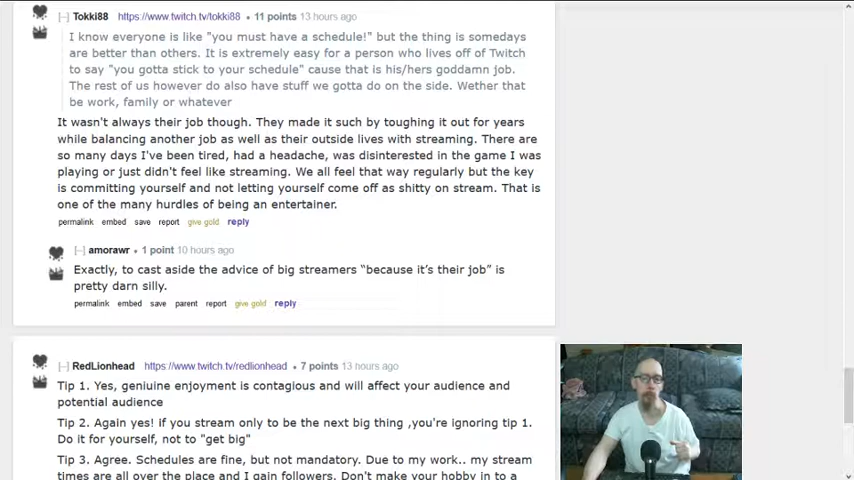 [–] Tokki88 https://www.twitch.tv/tokki88 • 11 points 13 hours ago
I know everyone is like "you must have a schedule!" but the thing is somedays
are better than others. It is extremely easy for a person who lives off of Twitch
to say "you gotta stick to your schedule" cause that is his/hers goddamn job.
The rest of us however do also have stuff we gotta do on the side. Wether that
be work, family or whatever
It wasn't always their job though. They made it such by toughing it out for years
while balancing another job as well as their outside lives with streaming. There are
so many days I've been tired, had a headache, was disinterested in the game I was
playing or just didn't feel like streaming. We all feel that way regularly but the key
is committing yourself and not letting yourself come off as shitty on stream. That is
one of the many hurdles of being an entertainer.
permalink embed save report give gold reply
[–] amorawr • 1 point 10 hours ago
Exactly, to cast aside the advice of big streamers “because it’s their job” is
pretty darn silly.
permalink embed save parent report give gold reply
[–] RedLionhead https://www.twitch.tv/redlionhead • 7 points 13 hours ago
Tip 1. Yes, geniuine enjoyment is contagious and will affect your audience and
potential audience
Tip 2. Again yes! if you stream only to be the next big thing ,you're ignoring tip 1.
Do it for yourself, not to "get big"
Tip 3. Agree. Schedules are fine, but not mandatory. Due to my work.. my stream
times are all over the place and I gain followers. Don't make your hobby in to a